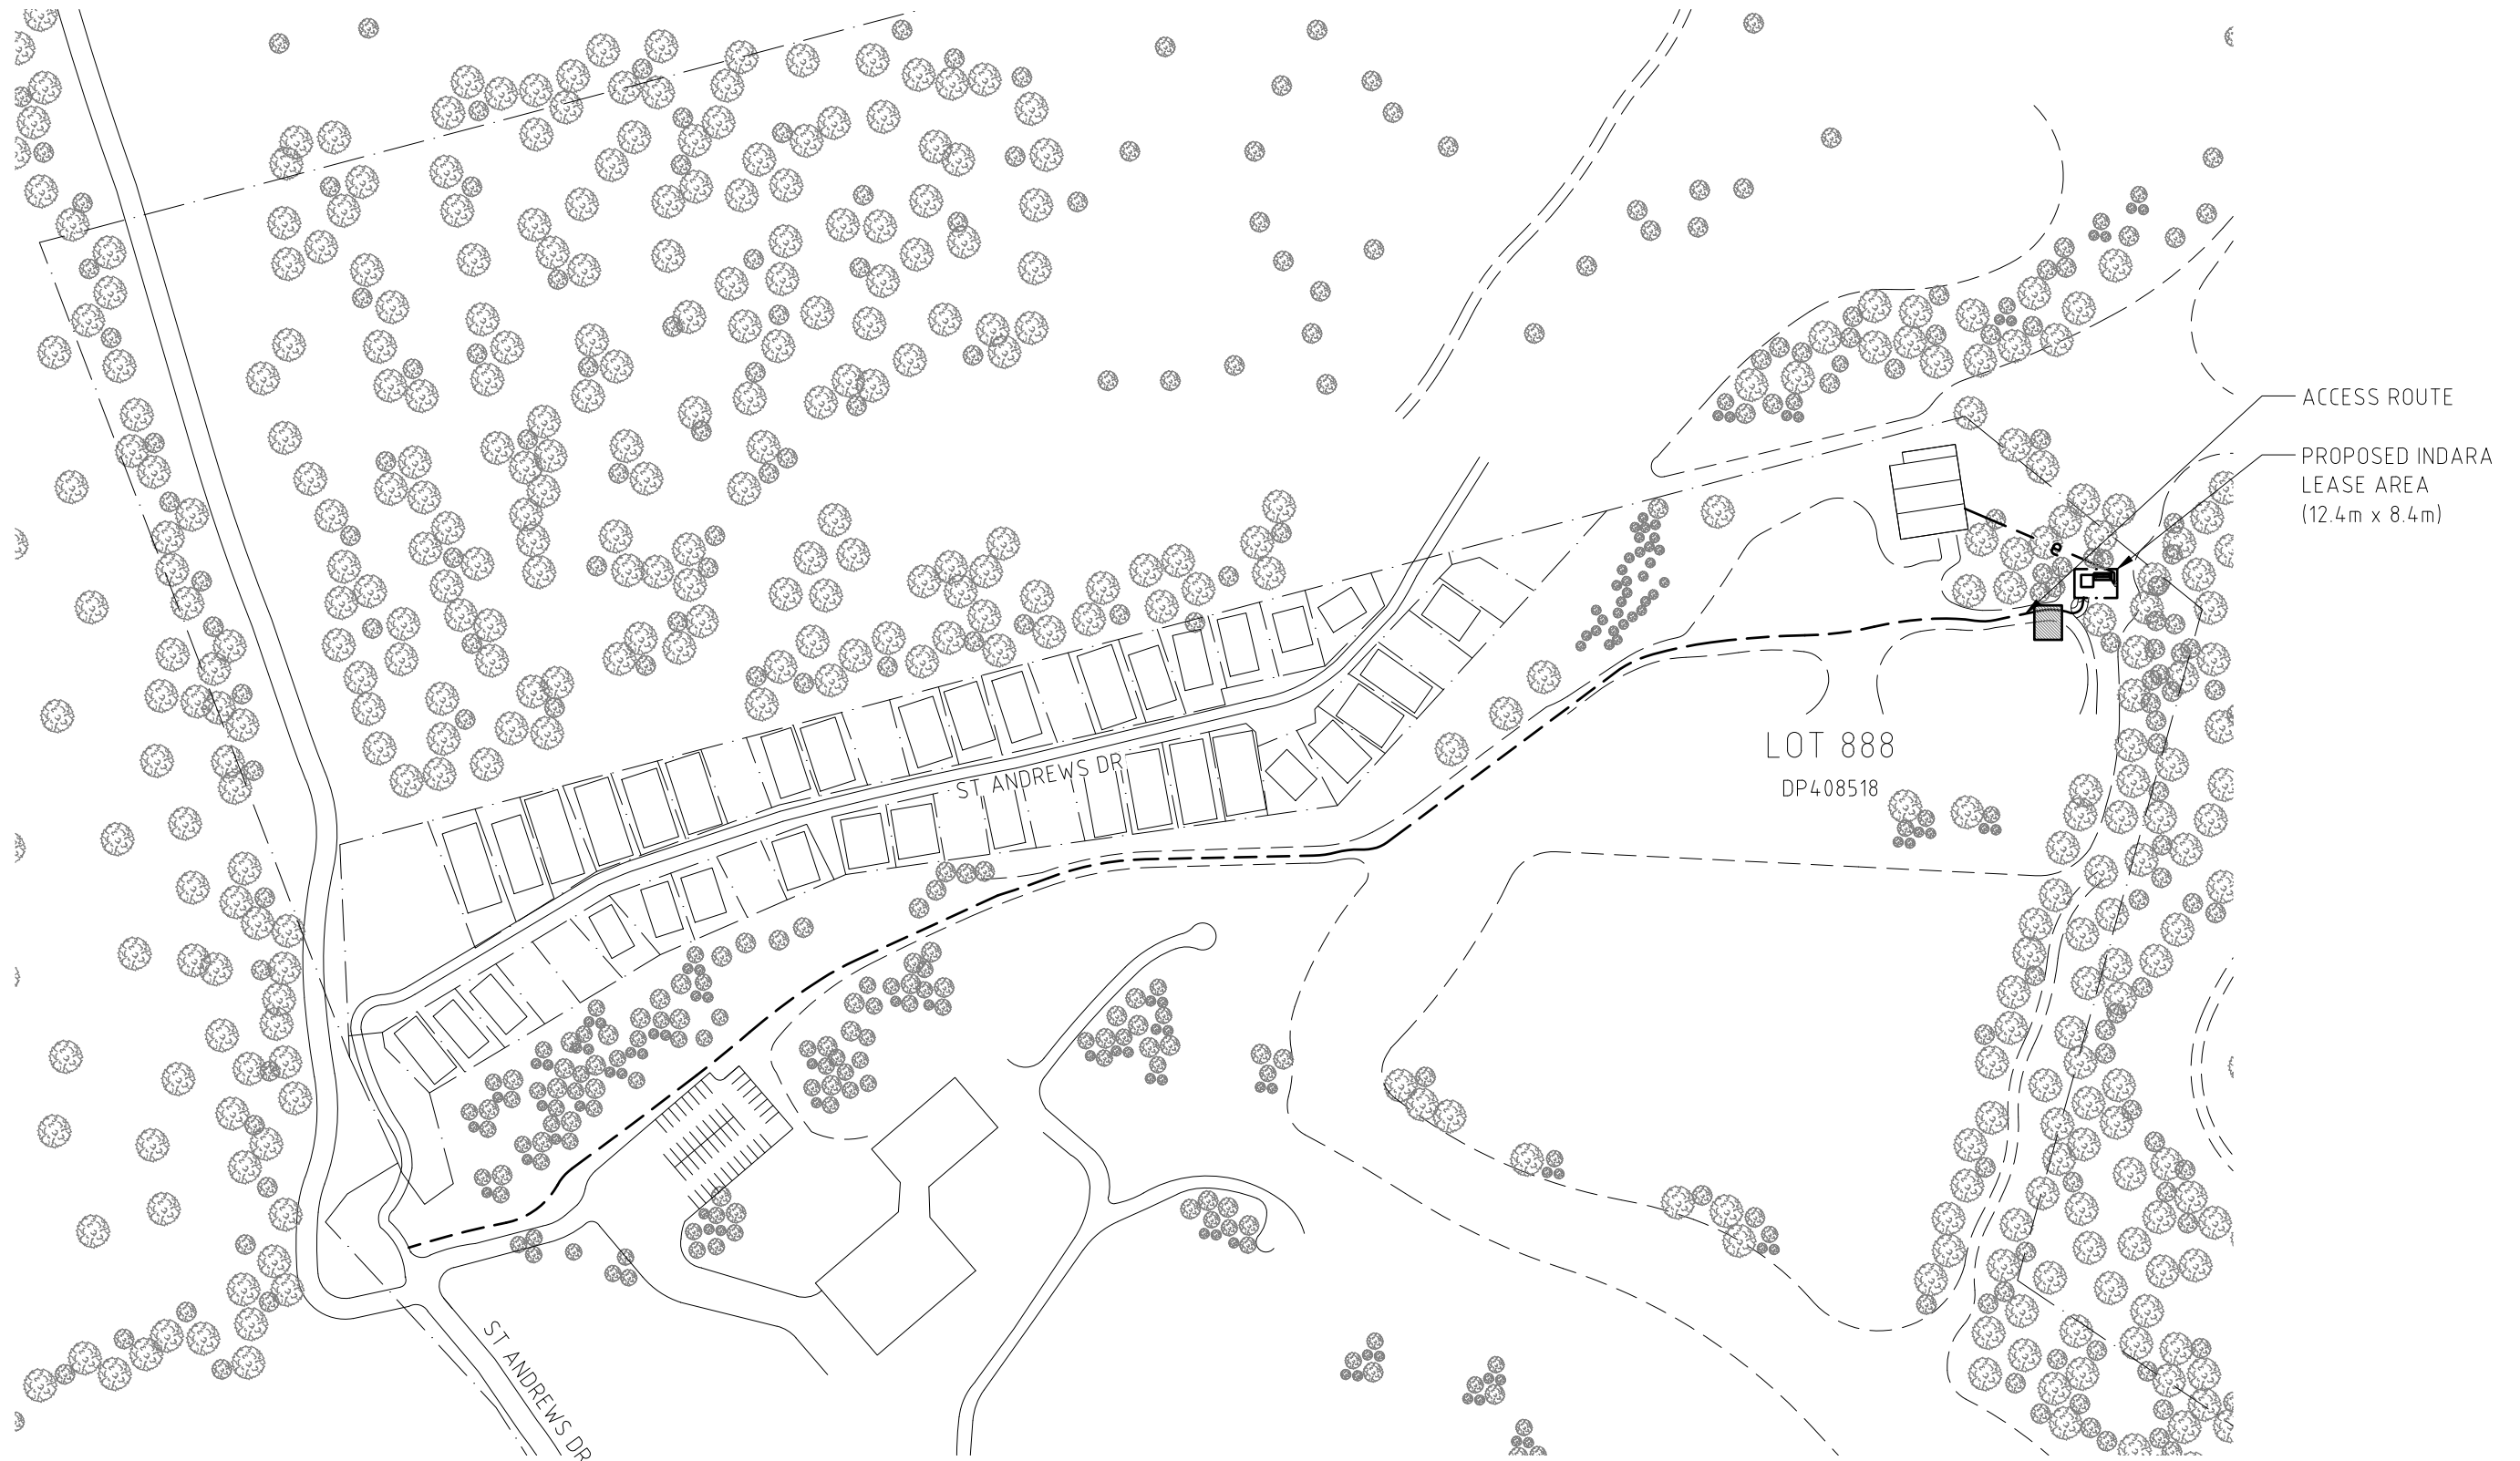 ACCESS ROUTE
PROPOSED INDARA
LEASE AREA
(12.4m x 8.4m)
e
LOT 888
DP408518
ST ANDREWS DR
ST ANDREWS DR